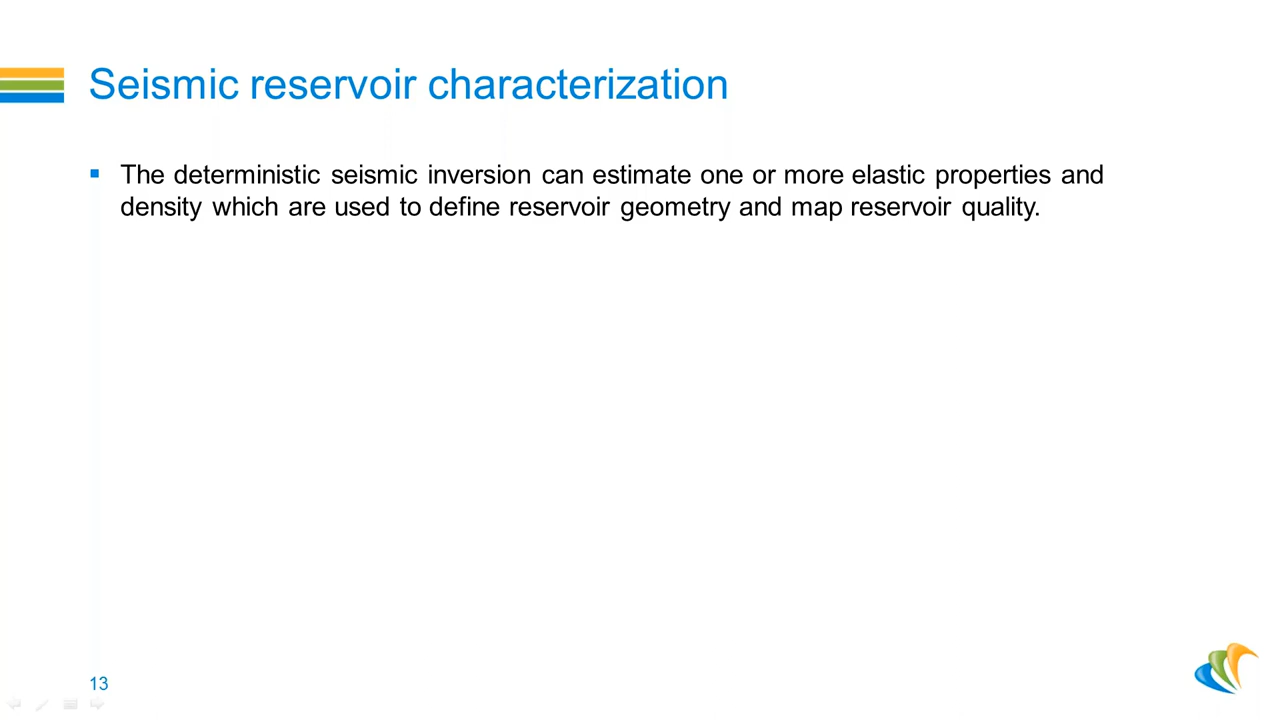 Seismic reservoir characterization
The deterministic seismic inversion can estimate one or more elastic properties and
density which are used to define reservoir geometry and map reservoir quality.
13